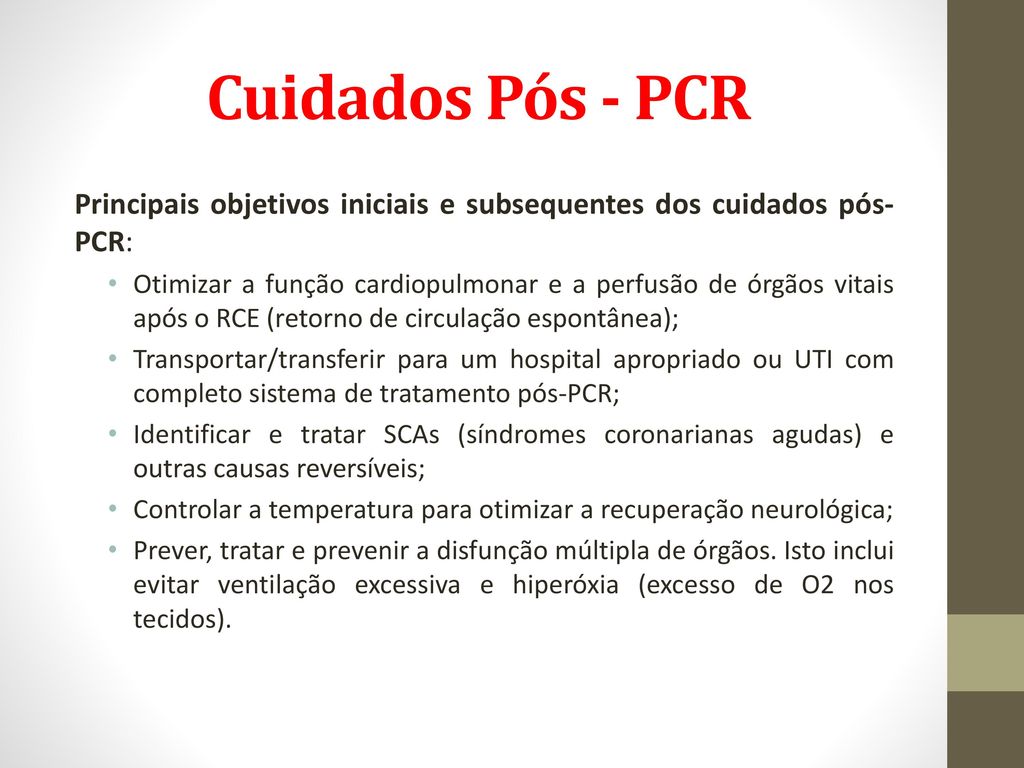 Cuidados Pós - PCR
Principais objetivos iniciais e subsequentes dos cuidados pós-
PCR:
• Otimizar a função cardiopulmonar e a perfusão de órgãos vitais
após o RCE (retorno de circulação espontânea);
• Transportar/transferir para um hospital apropriado ou UTI com
completo sistema de tratamento pós-PCR;
• Identificar e tratar SCAs (síndromes coronarianas agudas) e
outras causas reversíveis;
• Controlar a temperatura para otimizar a recuperação neurológica;
• Prever, tratar e prevenir a disfunção múltipla de órgãos. Isto inclui
evitar ventilação excessiva e hiperóxia (excesso de O2 nos
tecidos).